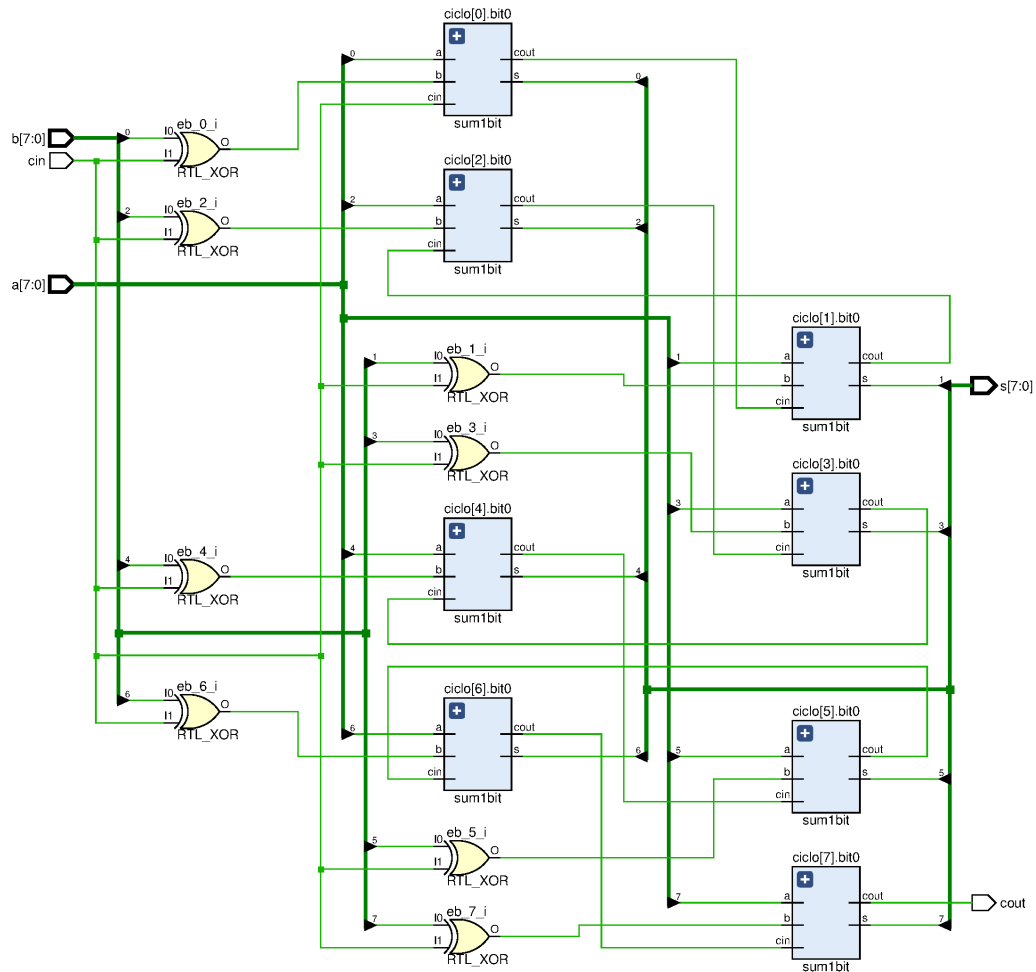 ciclo[0].bit0
0 a cout
b s 0
cin
sum1bit
b[7:0] 0 I0 eb_0_i O
cin I1 RTL_XOR
ciclo[2].bit0
2 a cout
b s 2
cin
sum1bit
2 I0 eb_2_i O
I1 RTL_XOR
a[7:0]
ciclo[1].bit0
1 a cout
b s 1 s[7:0]
cin
sum1bit
1 I0 eb_1_i O
I1 RTL_XOR
3 I0 eb_3_i O
I1 RTL_XOR
ciclo[3].bit0
3 a cout
b s 3
cin
sum1bit
ciclo[4].bit0
4 a cout
b s 4
cin
sum1bit
4 I0 eb_4_i O
I1 RTL_XOR
6 I0 eb_6_i O
I1 RTL_XOR
ciclo[6].bit0
6 a cout
b s 6
cin
sum1bit
ciclo[5].bit0
5 a cout
b s 5
cin
sum1bit
5 I0 eb_5_i O
I1 RTL_XOR
ciclo[7].bit0
7 a cout cout
b s 7
cin
sum1bit
7 I0 eb_7_i O
I1 RTL_XOR